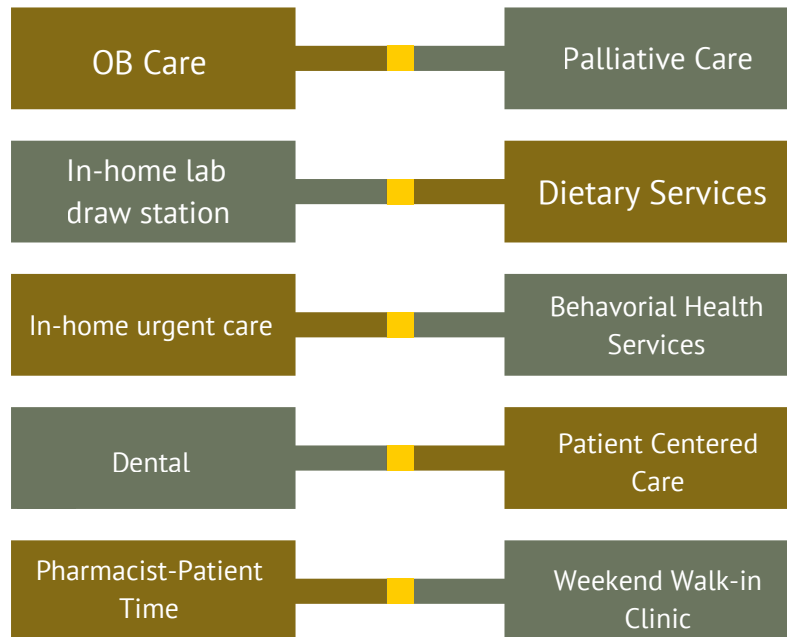 OB Care
Palliative Care
In-home lab
draw station
Dietary Services
In-home urgent care
Behavorial Health
Services
Dental
Patient Centered
Care
Pharmacist-Patient
Time
Weekend Walk-in
Clinic